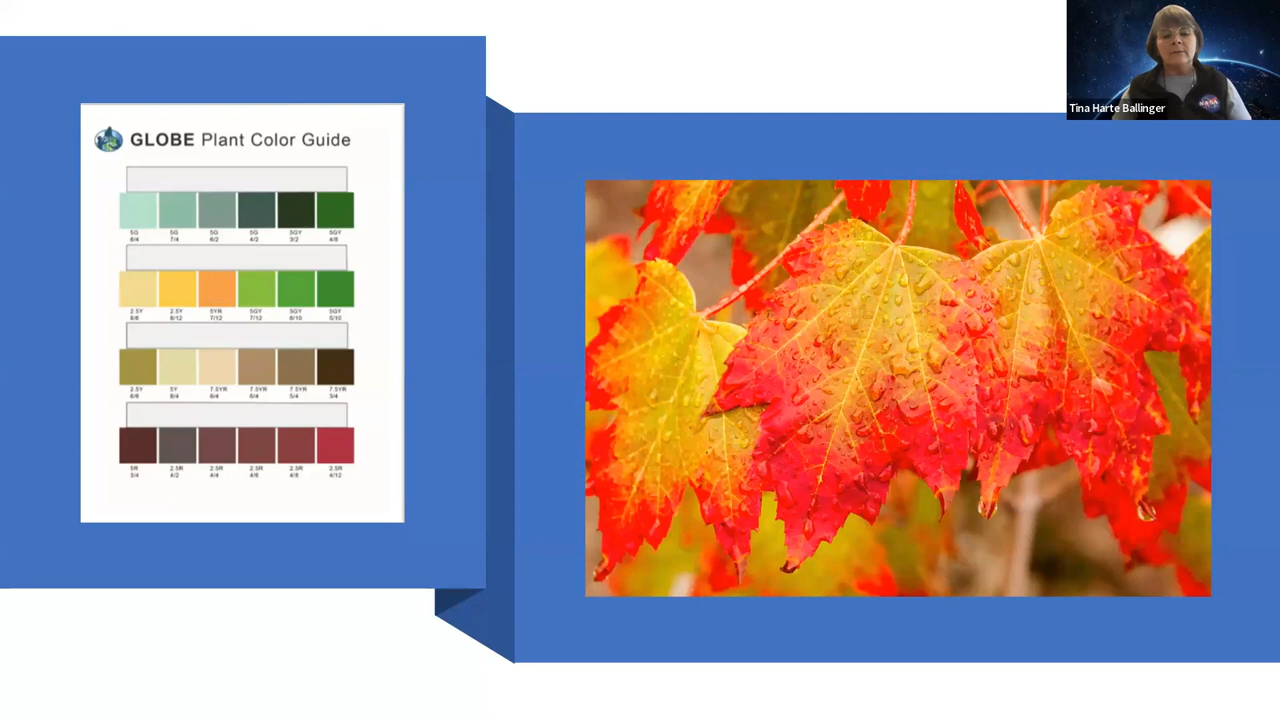 Tina Harte Ballinger
GLOBE Plant Color Guide
5G 5G 5G 5G 5GY 5GY
8/4 7/4 6/2 4/2 3/2 4/8
2.5Y 2.5Y 5YR 5GY 5GY 5GY
8/6 8/12 7/12 7/12 6/10 5/10
2.5Y 5Y 7.5YR 7.5YR 7.5YR 7.5YR
6/8 8/4 8/4 6/4 5/4 3/4
5R 2.5R 2.5R 2.5R 2.5R 2.5R
3/4 4/2 4/4 4/6 4/8 4/12
NASA